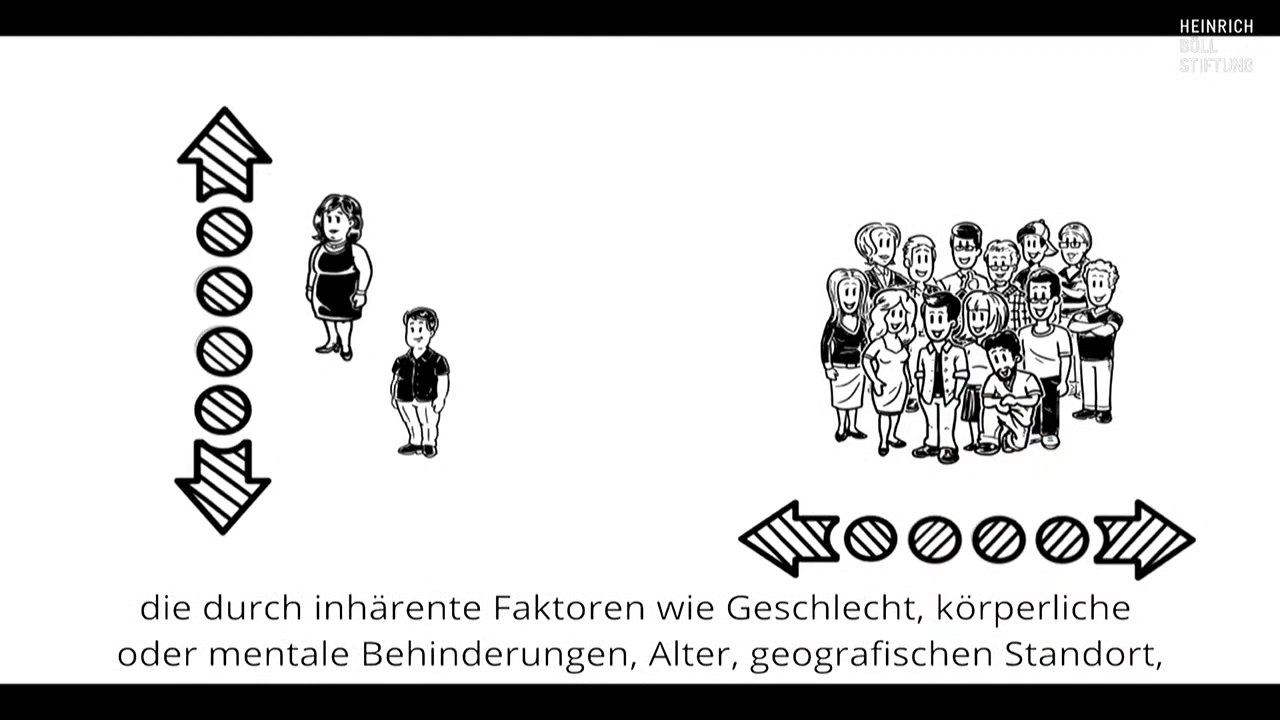 HEINRICH
BÖLL
STIFTUNG
die durch inhärente Faktoren wie Geschlecht, körperliche
oder mentale Behinderungen, Alter, geografischen Standort,